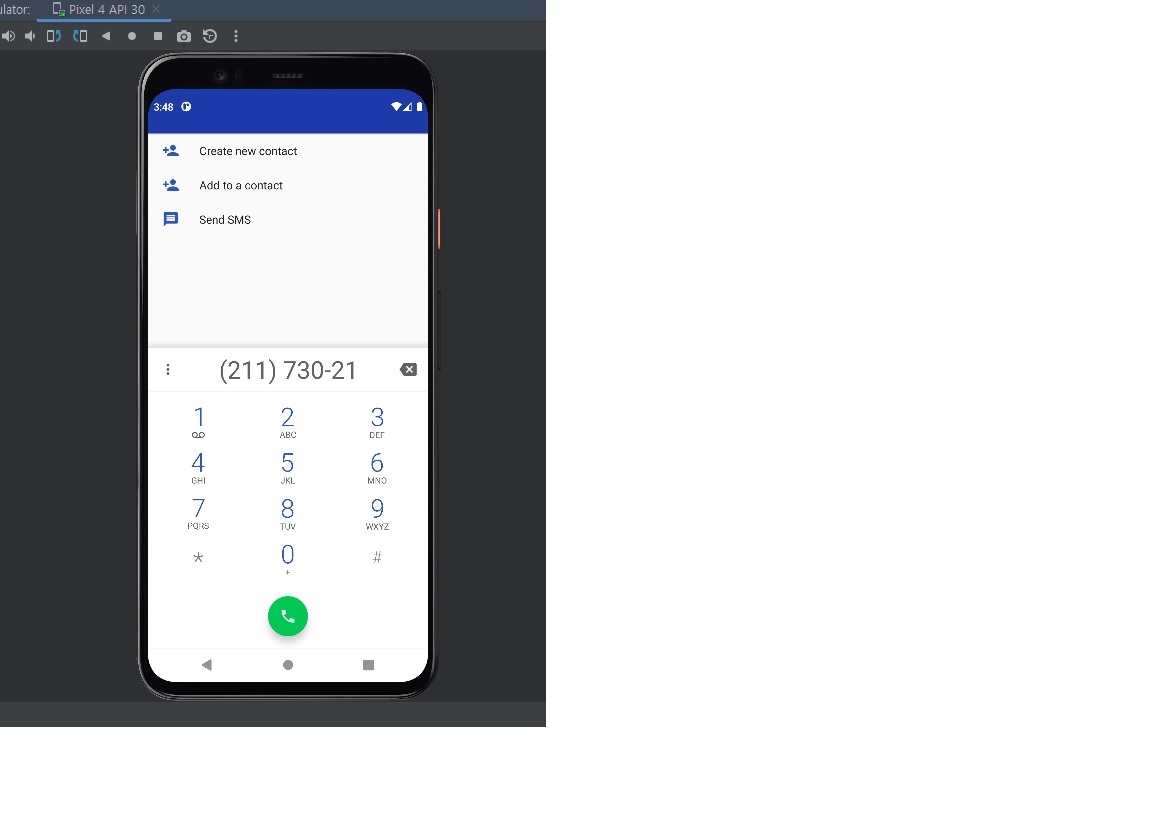 ulator:
Pixel 4 API 30
3:48
Create new contact
Add to a contact
Send SMS
(211) 730-21
1 2 3
ABC DEF
4 5 6
GHI JKL MNO
7 8 9
PQRS TUV WXYZ
* 0 #
+